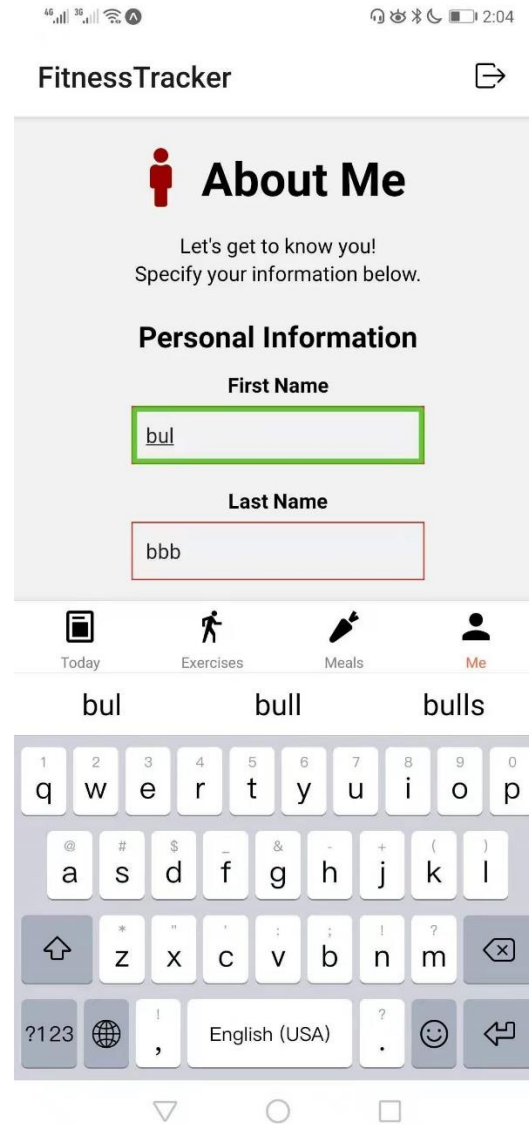 4G 3G 2:04
FitnessTracker
About Me
Let's get to know you!
Specify your information below.
Personal Information
First Name
bul
Last Name
bbb
Today Exercises Meals Me
bul bull bulls
1 2 3 4 5 6 7 8 9 0
q w e r t y u i o p
@ # $ _ & - + ( )
a s d f g h j k l
* " ' : ; ! ?
z x c v b n m
! ?
?123 , English (USA) .